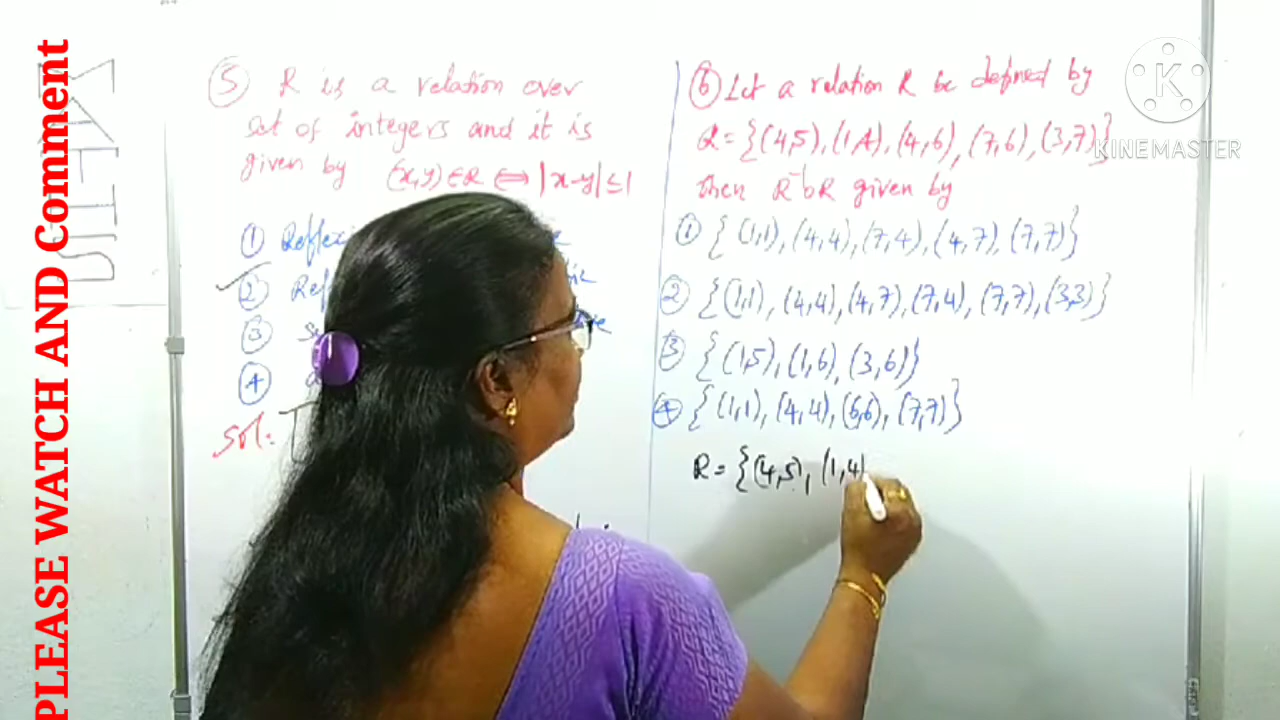 PLEASE WATCH AND Comment
⑤ R is a relation over
set of integers and it is
given by (x,y)∈R ⇔ |x-y|≤1
①
②
③
④
Sol:
⑥ Let a relation R be defined by
R={(4,5),(1,4),(4,6),(7,6),(3,7)}
then R⁻¹oR given by
① {(1,1),(4,4),(7,4),(4,7),(7,7)}
② {(1,1),(4,4),(4,7),(7,4),(7,7),(3,3)}
③ {(1,5),(1,6),(3,6)}
④ {(1,1),(4,4),(6,6),(7,7)}
R={(4,5),(1,4)
K
KINEMASTER